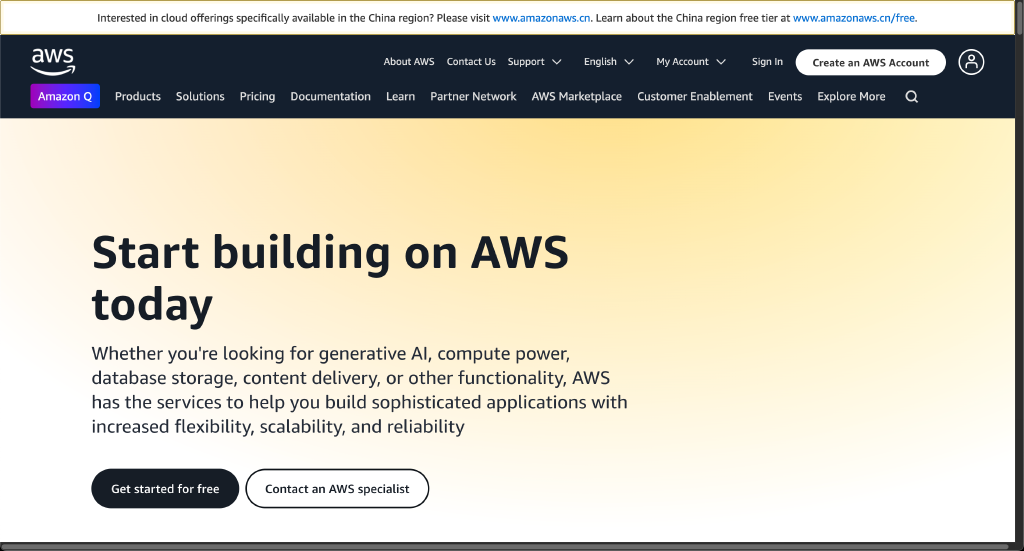 Interested in cloud offerings specifically available in the China region? Please visit www.amazonaws.cn. Learn about the China region free tier at www.amazonaws.cn/free.
aws
About AWS Contact Us Support English My Account Sign In Create an AWS Account
Amazon Q Products Solutions Pricing Documentation Learn Partner Network AWS Marketplace Customer Enablement Events Explore More
Start building on AWS
today
Whether you're looking for generative AI, compute power,
database storage, content delivery, or other functionality, AWS
has the services to help you build sophisticated applications with
increased flexibility, scalability, and reliability
Get started for free Contact an AWS specialist